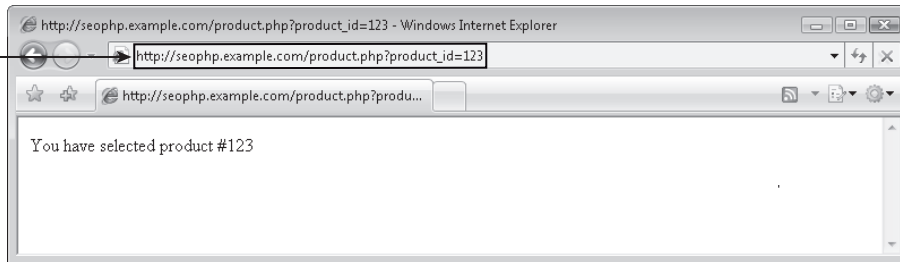 http://seophp.example.com/product.php?product_id=123 - Windows Internet Explorer
http://seophp.example.com/product.php?product_id=123
http://seophp.example.com/product.php?produ...
You have selected product #123